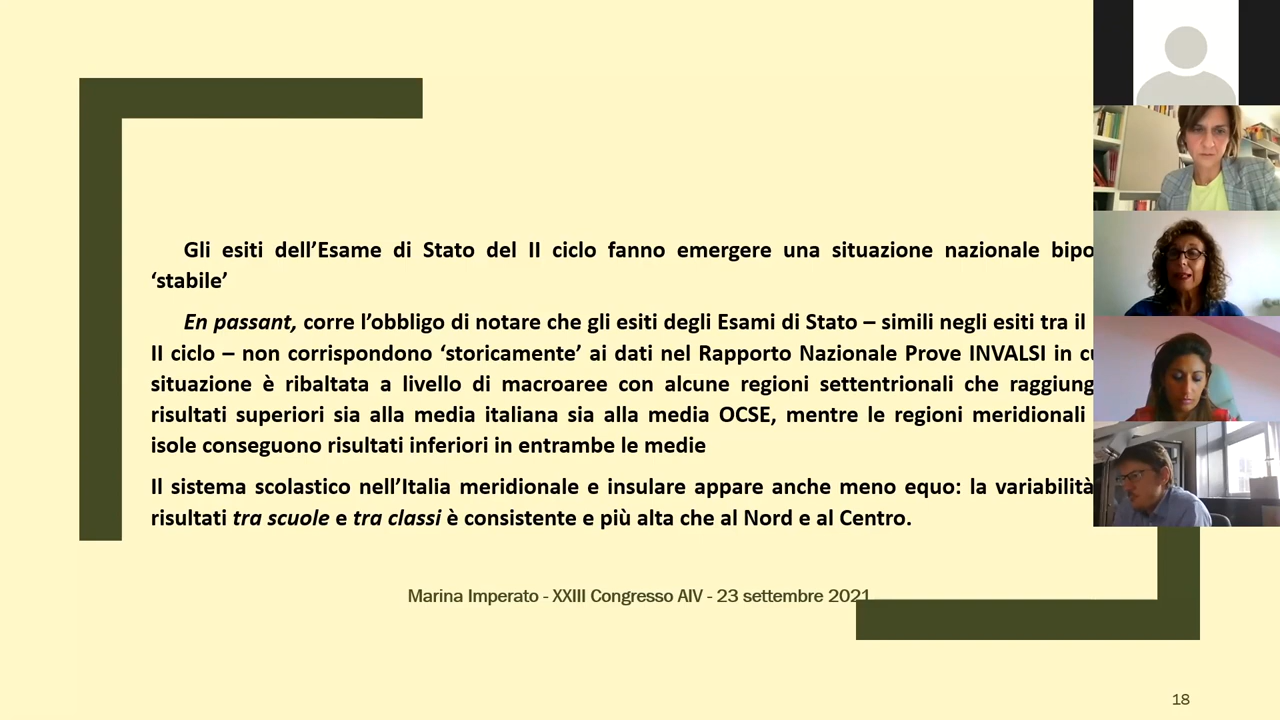 Gli esiti dell’Esame di Stato del II ciclo fanno emergere una situazione nazionale
‘stabile’
En passant, corre l’obbligo di notare che gli esiti degli Esami di Stato – simili negli esiti tra il
II ciclo – non corrispondono ‘storicamente’ ai dati nel Rapporto Nazionale Prove INVALSI in
situazione è ribaltata a livello di macroaree con alcune regioni settentrionali che
risultati superiori sia alla media italiana sia alla media OCSE, mentre le regioni meridionali
isole conseguono risultati inferiori in entrambe le medie
Il sistema scolastico nell’Italia meridionale e insulare appare anche meno equo: la variabilità
risultati tra scuole e tra classi è consistente e più alta che al Nord e al Centro.
Marina Imperato - XXIII Congresso AIV - 23 settembre 2021
18